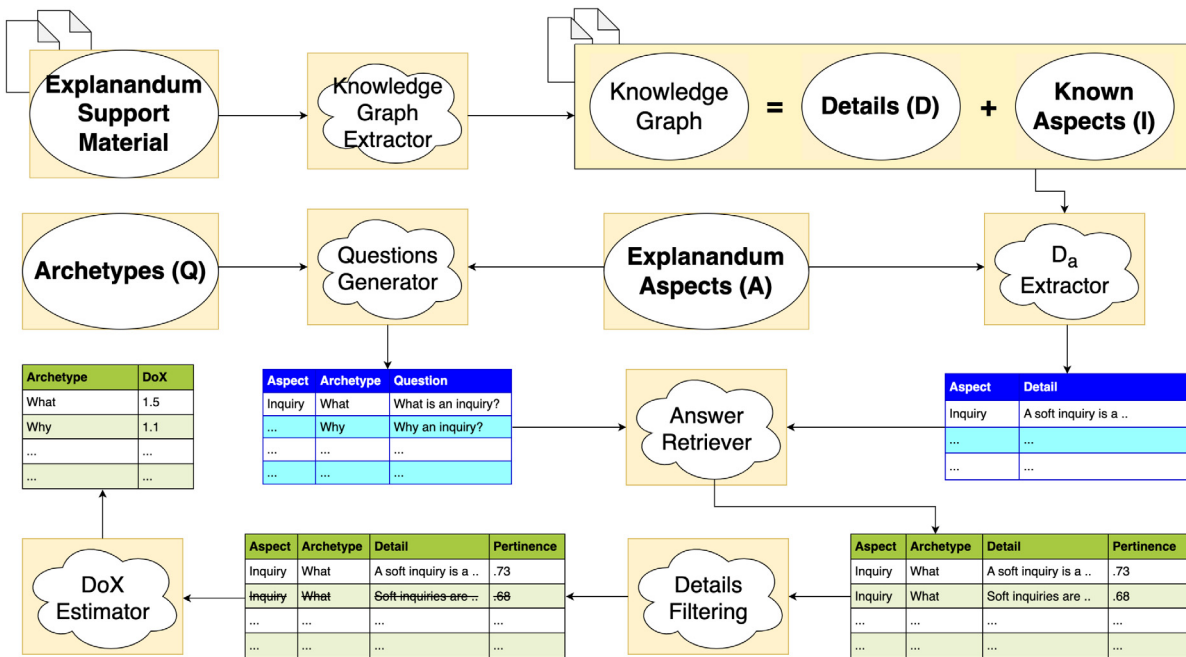 Explanandum
Support
Material
Knowledge
Graph
Extractor
Knowledge
Graph
=
Details (D)
+
Known
Aspects (I)
Archetypes (Q)
Questions
Generator
Explanandum
Aspects (A)
Da
Extractor
Archetype DoX
What 1.5
Why 1.1
... ...
... ...
Aspect Archetype Question
Inquiry What What is an inquiry?
... Why Why an inquiry?
... ... ...
... ... ...
Answer
Retriever
Aspect Detail
Inquiry A soft inquiry is a ..
... ...
... ...
DoX
Estimator
Aspect Archetype Detail Pertinence
Inquiry What A soft inquiry is a .. .73
Inquiry What Soft inquiries are .. .68
... ... ... ...
... ... ... ...
Details
Filtering
Aspect Archetype Detail Pertinence
Inquiry What A soft inquiry is a .. .73
Inquiry What Soft inquiries are .. .68
... ... ... ...
... ... ... ...